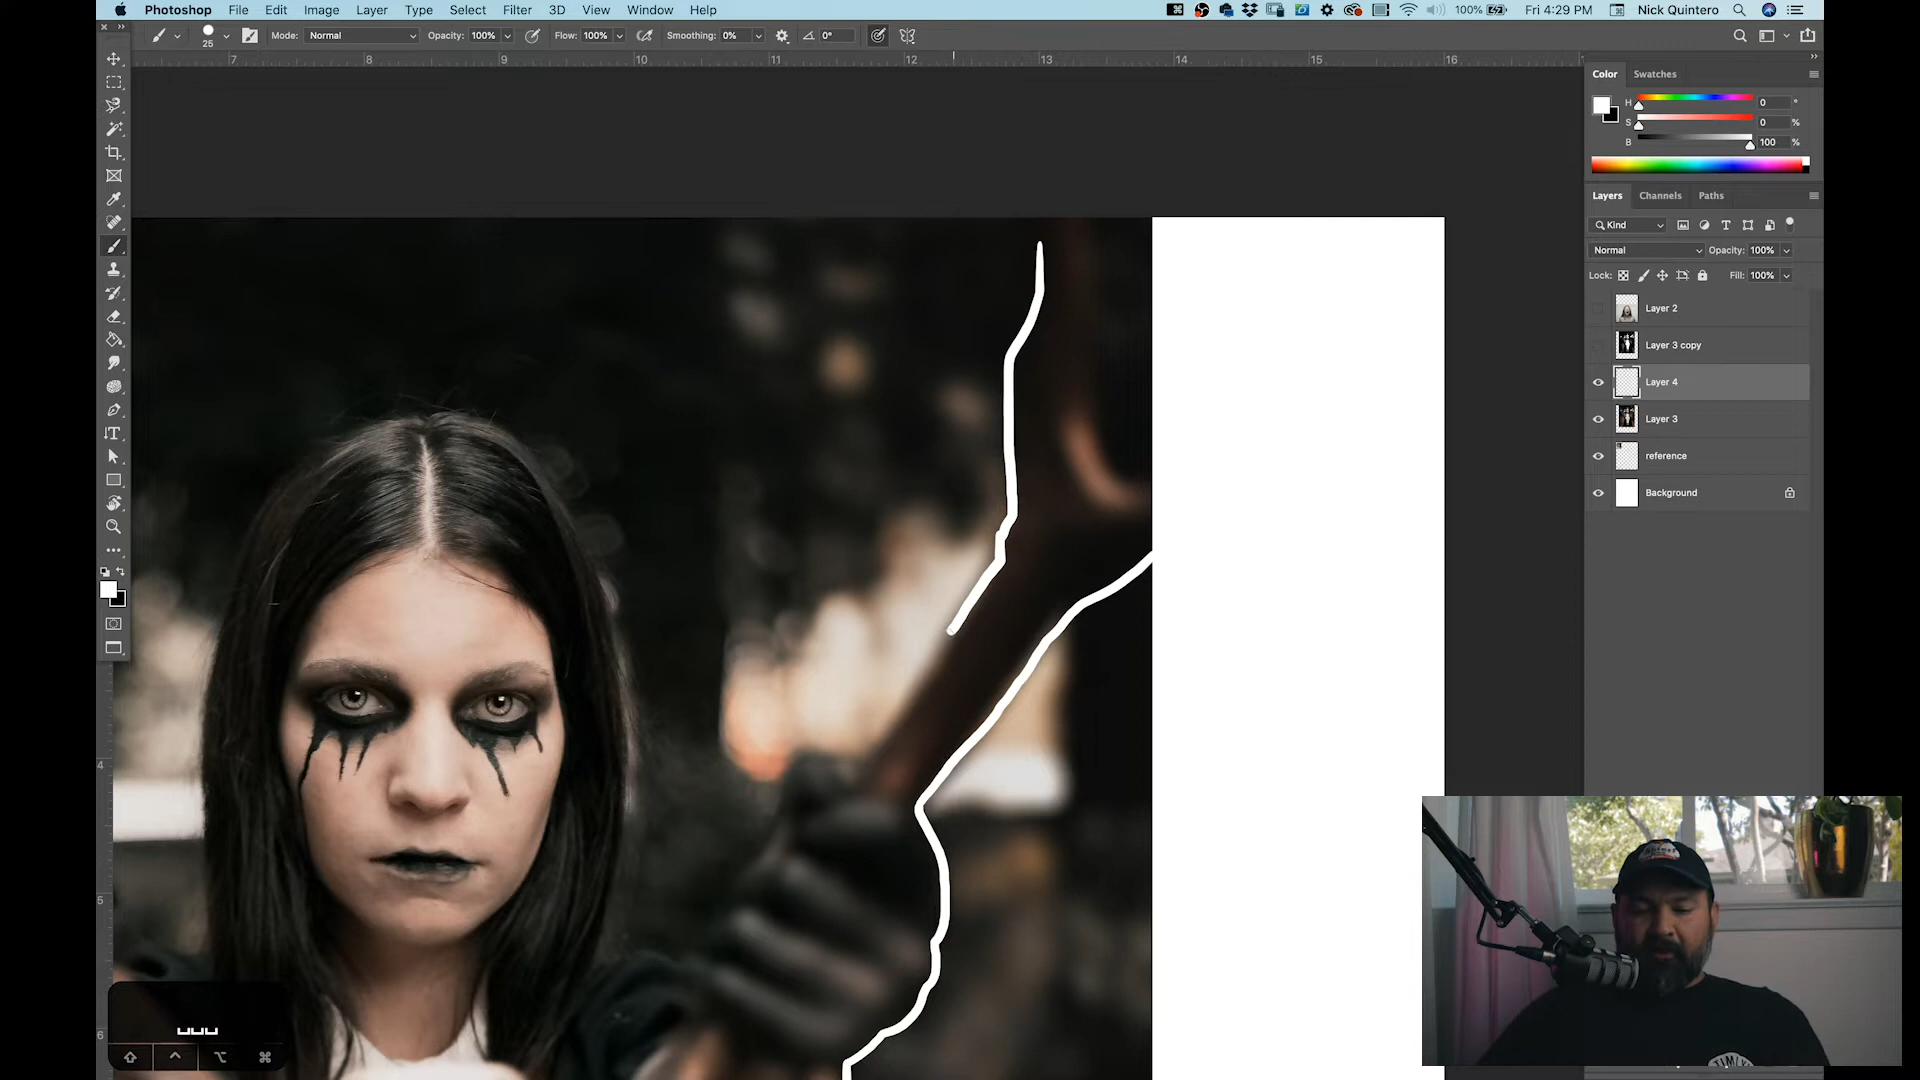 Photoshop File Edit Image Layer Type Select Filter 3D View Window Help 100% Fri 4:29 PM Nick Quintero
25 Mode: Normal Opacity: 100% Flow: 100% Smoothing: 0% 0°
7 8 9 10 11 12 13 14 15 16
Color Swatches
H 0 °
S 0 %
B 100 %
Layers Channels Paths
Kind
Normal Opacity: 100%
Lock: Fill: 100%
Layer 2
Layer 3 copy
Layer 4
Layer 3
reference
Background
4
5
6